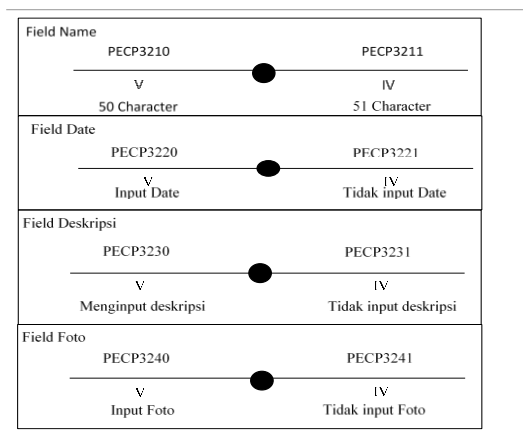 Field Name
PECP3210 PECP3211
V IV
50 Character 51 Character
Field Date
PECP3220 PECP3221
V IV
Input Date Tidak input Date
Field Deskripsi
PECP3230 PECP3231
V IV
Menginput deskripsi Tidak input deskripsi
Field Foto
PECP3240 PECP3241
V IV
Input Foto Tidak input Foto